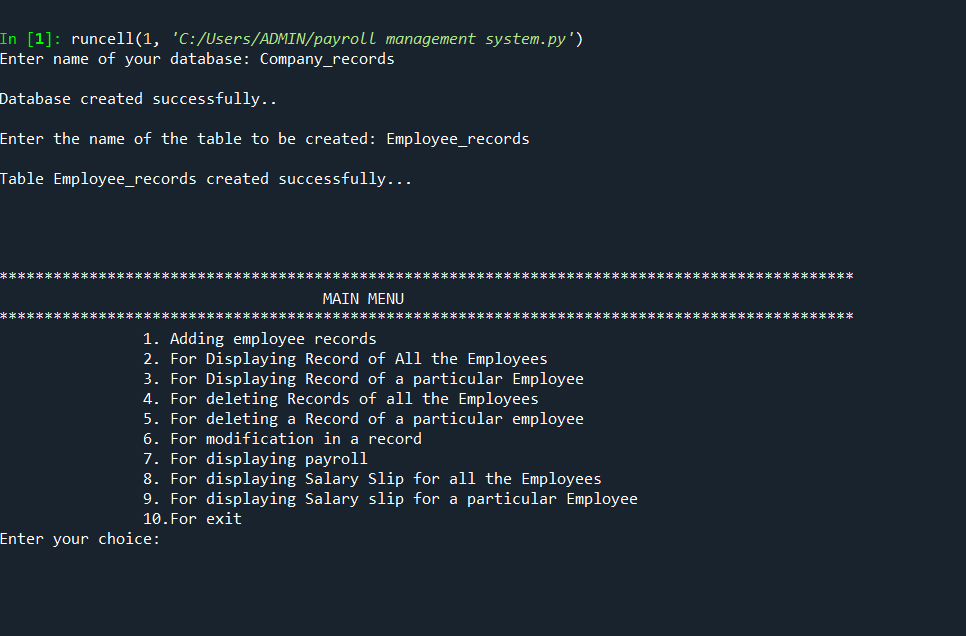 In [1]: runcell(1, 'C:/Users/ADMIN/payroll management system.py')
Enter name of your database: Company_records
Database created successfully..
Enter the name of the table to be created: Employee_records
Table Employee_records created successfully...
***********************************************************************************************
MAIN MENU
***********************************************************************************************
1. Adding employee records
2. For Displaying Record of All the Employees
3. For Displaying Record of a particular Employee
4. For deleting Records of all the Employees
5. For deleting a Record of a particular employee
6. For modification in a record
7. For displaying payroll
8. For displaying Salary Slip for all the Employees
9. For displaying Salary slip for a particular Employee
10.For exit
Enter your choice: